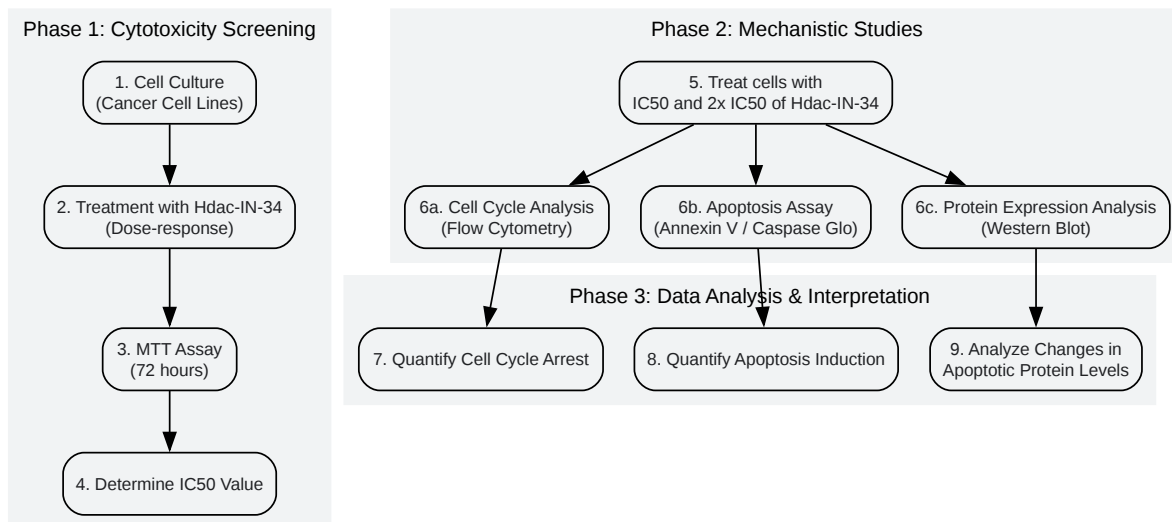 Phase 1: Cytotoxicity Screening
1. Cell Culture
(Cancer Cell Lines)
2. Treatment with Hdac-IN-34
(Dose-response)
3. MTT Assay
(72 hours)
4. Determine IC50 Value
Phase 2: Mechanistic Studies
5. Treat cells with
IC50 and 2x IC50 of Hdac-IN-34
6a. Cell Cycle Analysis
(Flow Cytometry)
6b. Apoptosis Assay
(Annexin V / Caspase Glo)
6c. Protein Expression Analysis
(Western Blot)
Phase 3: Data Analysis & Interpretation
7. Quantify Cell Cycle Arrest
8. Quantify Apoptosis Induction
9. Analyze Changes in
Apoptotic Protein Levels